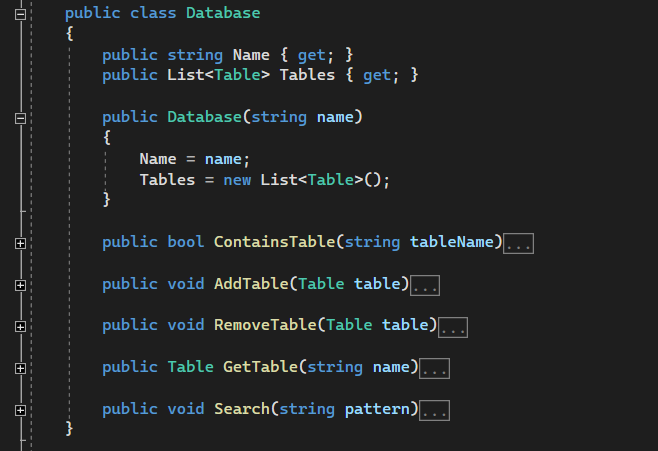 public class Database
{
public string Name { get; }
public List<Table> Tables { get; }
public Database(string name)
{
Name = name;
Tables = new List<Table>();
}
public bool ContainsTable(string tableName)...
public void AddTable(Table table)...
public void RemoveTable(Table table)...
public Table GetTable(string name)...
public void Search(string pattern)...
}